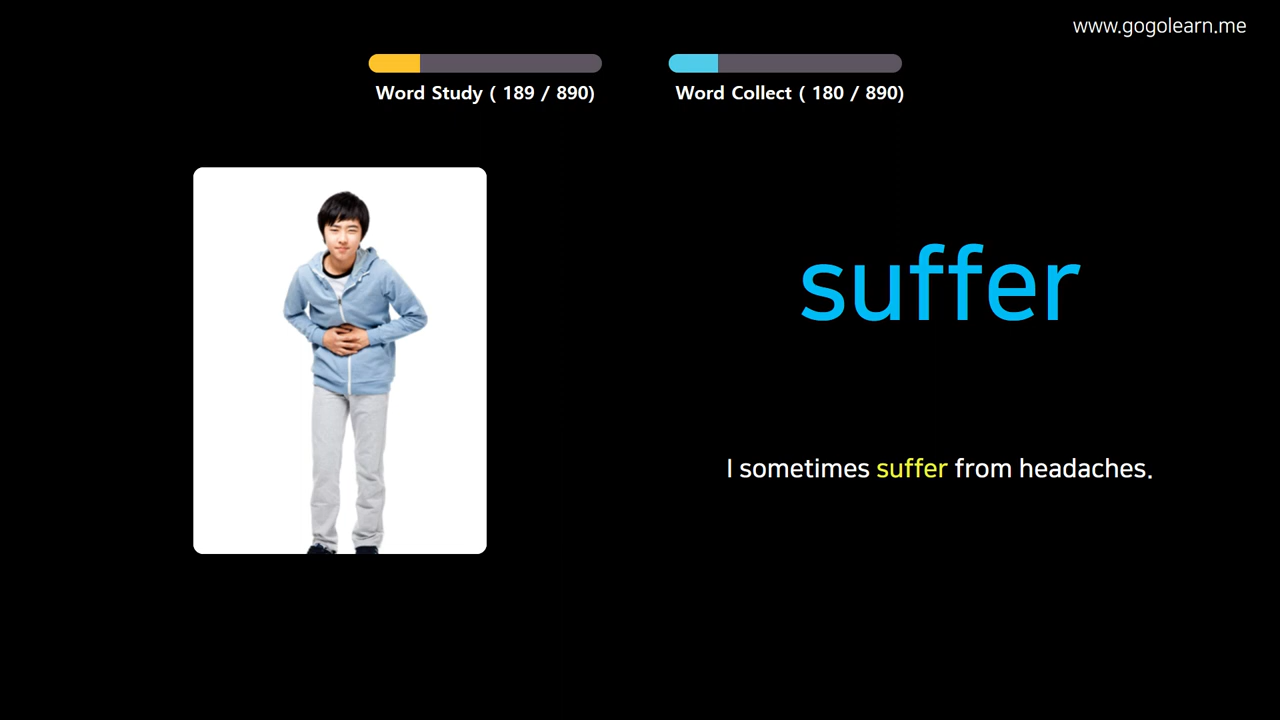 www.gogolearn.me
Word Study ( 189 / 890)
Word Collect ( 180 / 890)
suffer
I sometimes suffer from headaches.